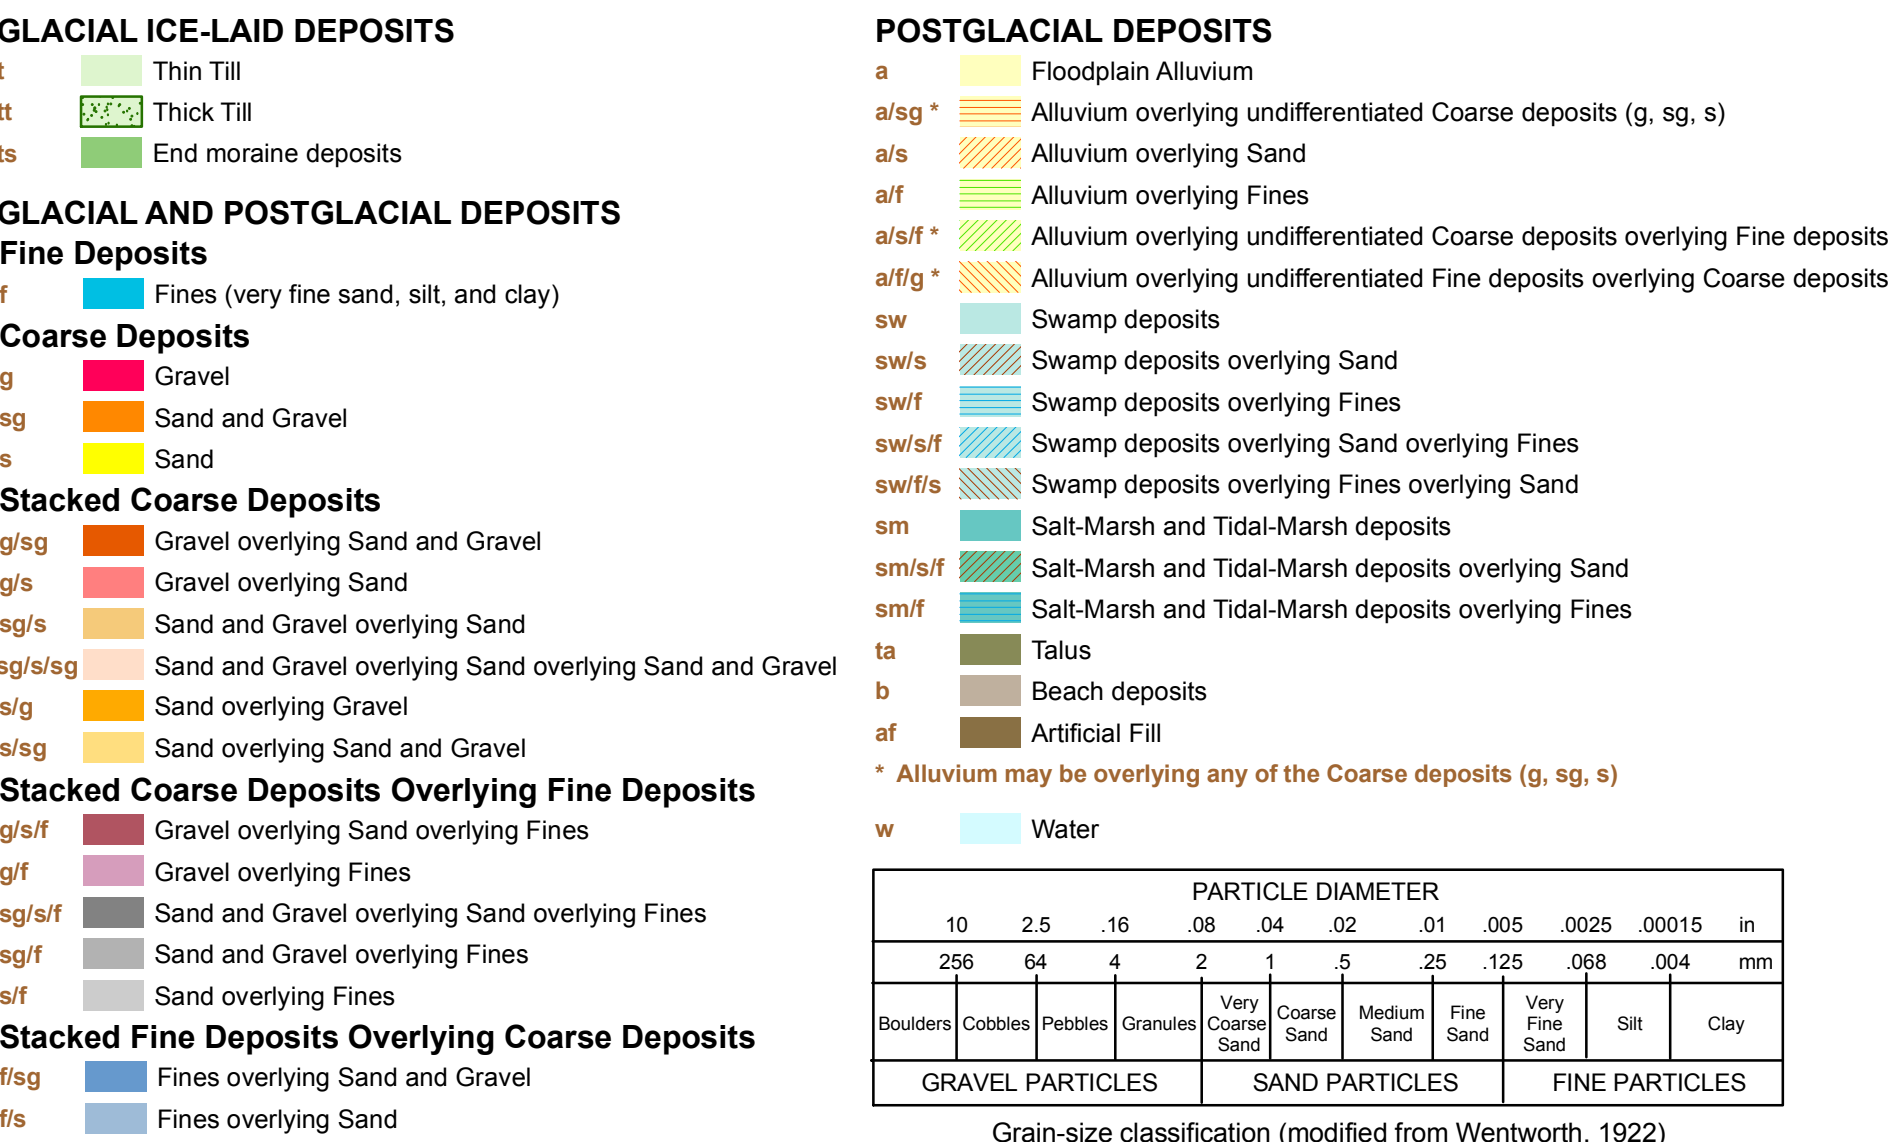 GLACIAL ICE-LAID DEPOSITS
t Thin Till
tt Thick Till
ts End moraine deposits
GLACIAL AND POSTGLACIAL DEPOSITS
Fine Deposits
f Fines (very fine sand, silt, and clay)
Coarse Deposits
g Gravel
sg Sand and Gravel
s Sand
Stacked Coarse Deposits
g/sg Gravel overlying Sand and Gravel
g/s Gravel overlying Sand
sg/s Sand and Gravel overlying Sand
sg/s/sg Sand and Gravel overlying Sand overlying Sand and Gravel
s/g Sand overlying Gravel
s/sg Sand overlying Sand and Gravel
Stacked Coarse Deposits Overlying Fine Deposits
g/s/f Gravel overlying Sand overlying Fines
g/f Gravel overlying Fines
sg/s/f Sand and Gravel overlying Sand overlying Fines
sg/f Sand and Gravel overlying Fines
s/f Sand overlying Fines
Stacked Fine Deposits Overlying Coarse Deposits
f/sg Fines overlying Sand and Gravel
f/s Fines overlying Sand
POSTGLACIAL DEPOSITS
a Floodplain Alluvium
a/sg * Alluvium overlying undifferentiated Coarse deposits (g, sg, s)
a/s Alluvium overlying Sand
a/f Alluvium overlying Fines
a/s/f * Alluvium overlying undifferentiated Coarse deposits overlying Fine deposits
a/f/g * Alluvium overlying undifferentiated Fine deposits overlying Coarse deposits
sw Swamp deposits
sw/s Swamp deposits overlying Sand
sw/f Swamp deposits overlying Fines
sw/s/f Swamp deposits overlying Sand overlying Fines
sw/f/s Swamp deposits overlying Fines overlying Sand
sm Salt-Marsh and Tidal-Marsh deposits
sm/s/f Salt-Marsh and Tidal-Marsh deposits overlying Sand
sm/f Salt-Marsh and Tidal-Marsh deposits overlying Fines
ta Talus
b Beach deposits
af Artificial Fill
* Alluvium may be overlying any of the Coarse deposits (g, sg, s)
w Water
PARTICLE DIAMETER
10 2.5 .16 .08 .04 .02 .01 .005 .0025 .00015 in
256 64 4 2 1 .5 .25 .125 .068 .004 mm
Boulders Cobbles Pebbles Granules Very Coarse Sand Coarse Sand Medium Sand Fine Sand Very Fine Sand Silt Clay
GRAVEL PARTICLES SAND PARTICLES FINE PARTICLES
Grain-size classification (modified from Wentworth, 1922)